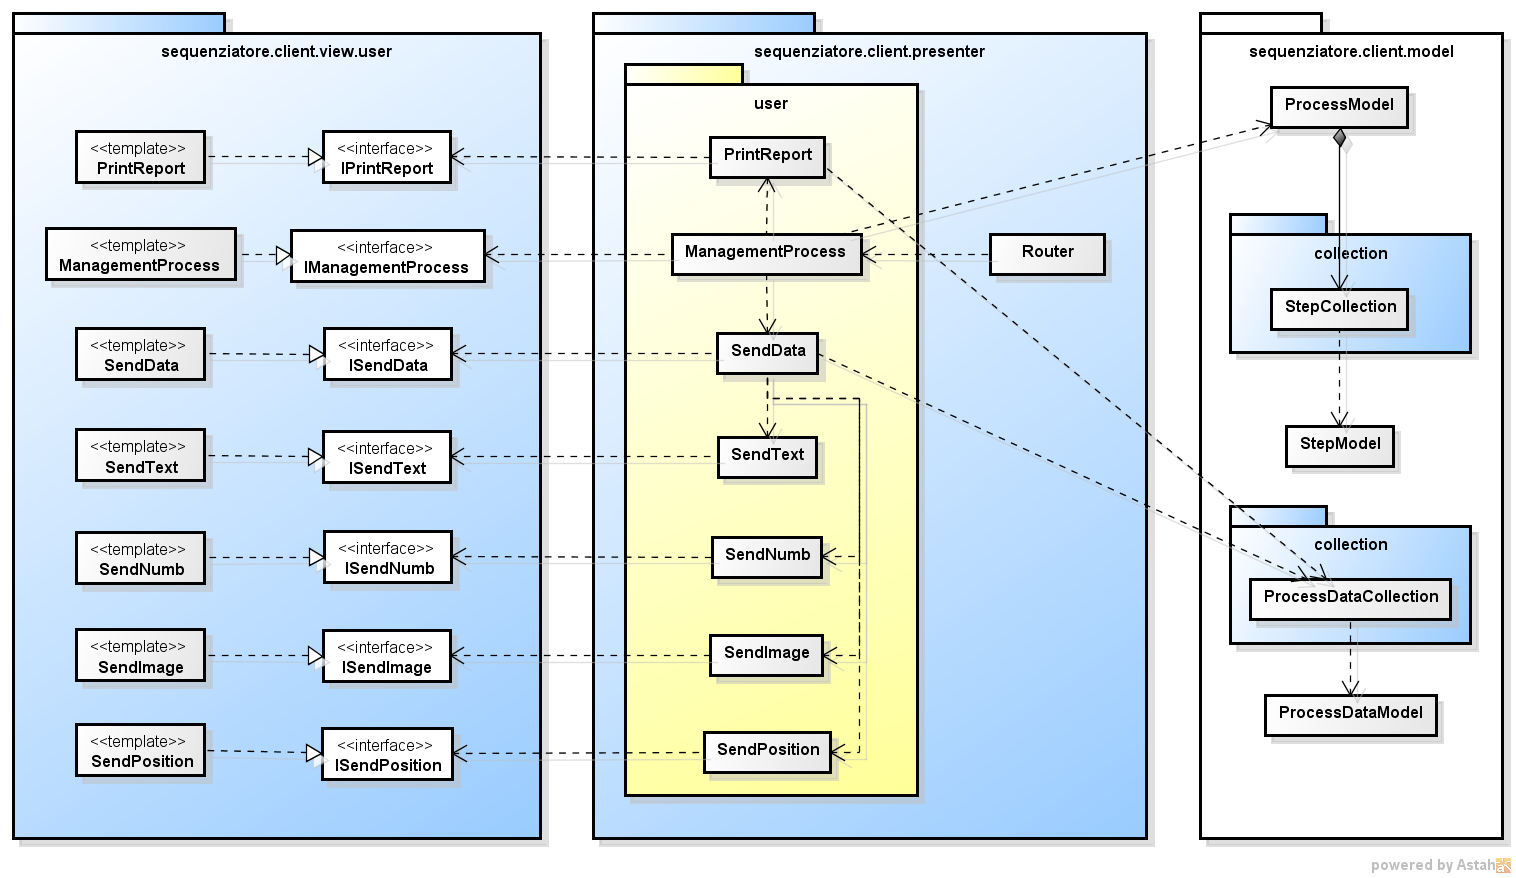 sequenziatore.client.view.user
<<template>>
PrintReport
<<interface>>
IPrintReport
<<template>>
ManagementProcess
<<interface>>
IManagementProcess
<<template>>
SendData
<<interface>>
ISendData
<<template>>
SendText
<<interface>>
ISendText
<<template>>
SendNumb
<<interface>>
ISendNumb
<<template>>
SendImage
<<interface>>
ISendImage
<<template>>
SendPosition
<<interface>>
ISendPosition
sequenziatore.client.presenter
user
PrintReport
ManagementProcess
Router
SendData
SendText
SendNumb
SendImage
SendPosition
sequenziatore.client.model
ProcessModel
collection
StepCollection
StepModel
collection
ProcessDataCollection
ProcessDataModel
powered by Astah